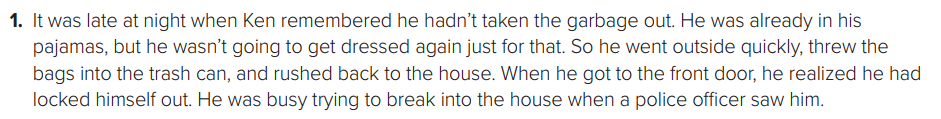 1. It was late at night when Ken remembered he hadn’t taken the garbage out. He was already in his
pajamas, but he wasn’t going to get dressed again just for that. So he went outside quickly, threw the
bags into the trash can, and rushed back to the house. When he got to the front door, he realized he had
locked himself out. He was busy trying to break into the house when a police officer saw him.